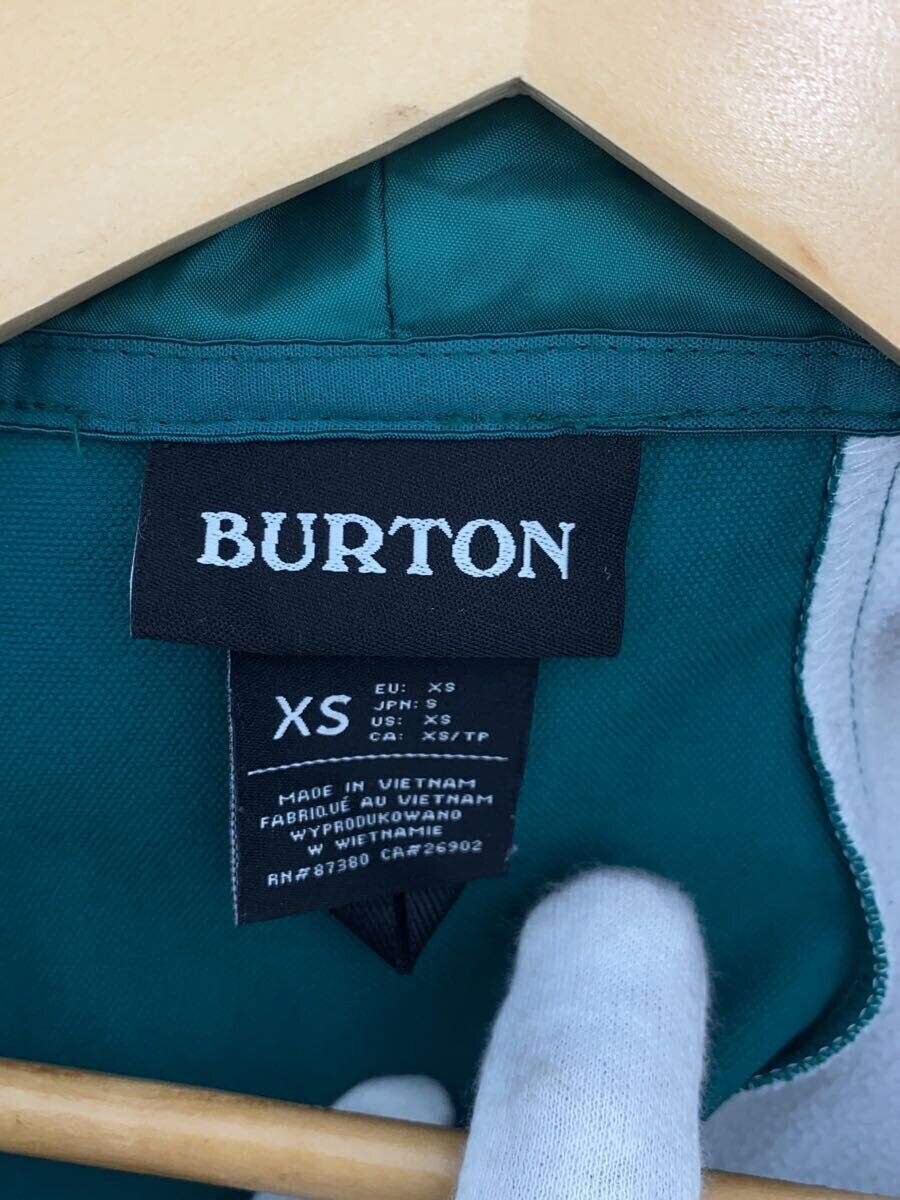 BURTON
XS
EU: XS
JPN: S
US: XS
CA: XS/TP
MADE IN VIETNAM
FABRIQUÉ AU VIETNAM
WYPRODUKOWANO
W WIETNAMIE
RN#87380 CA#26902